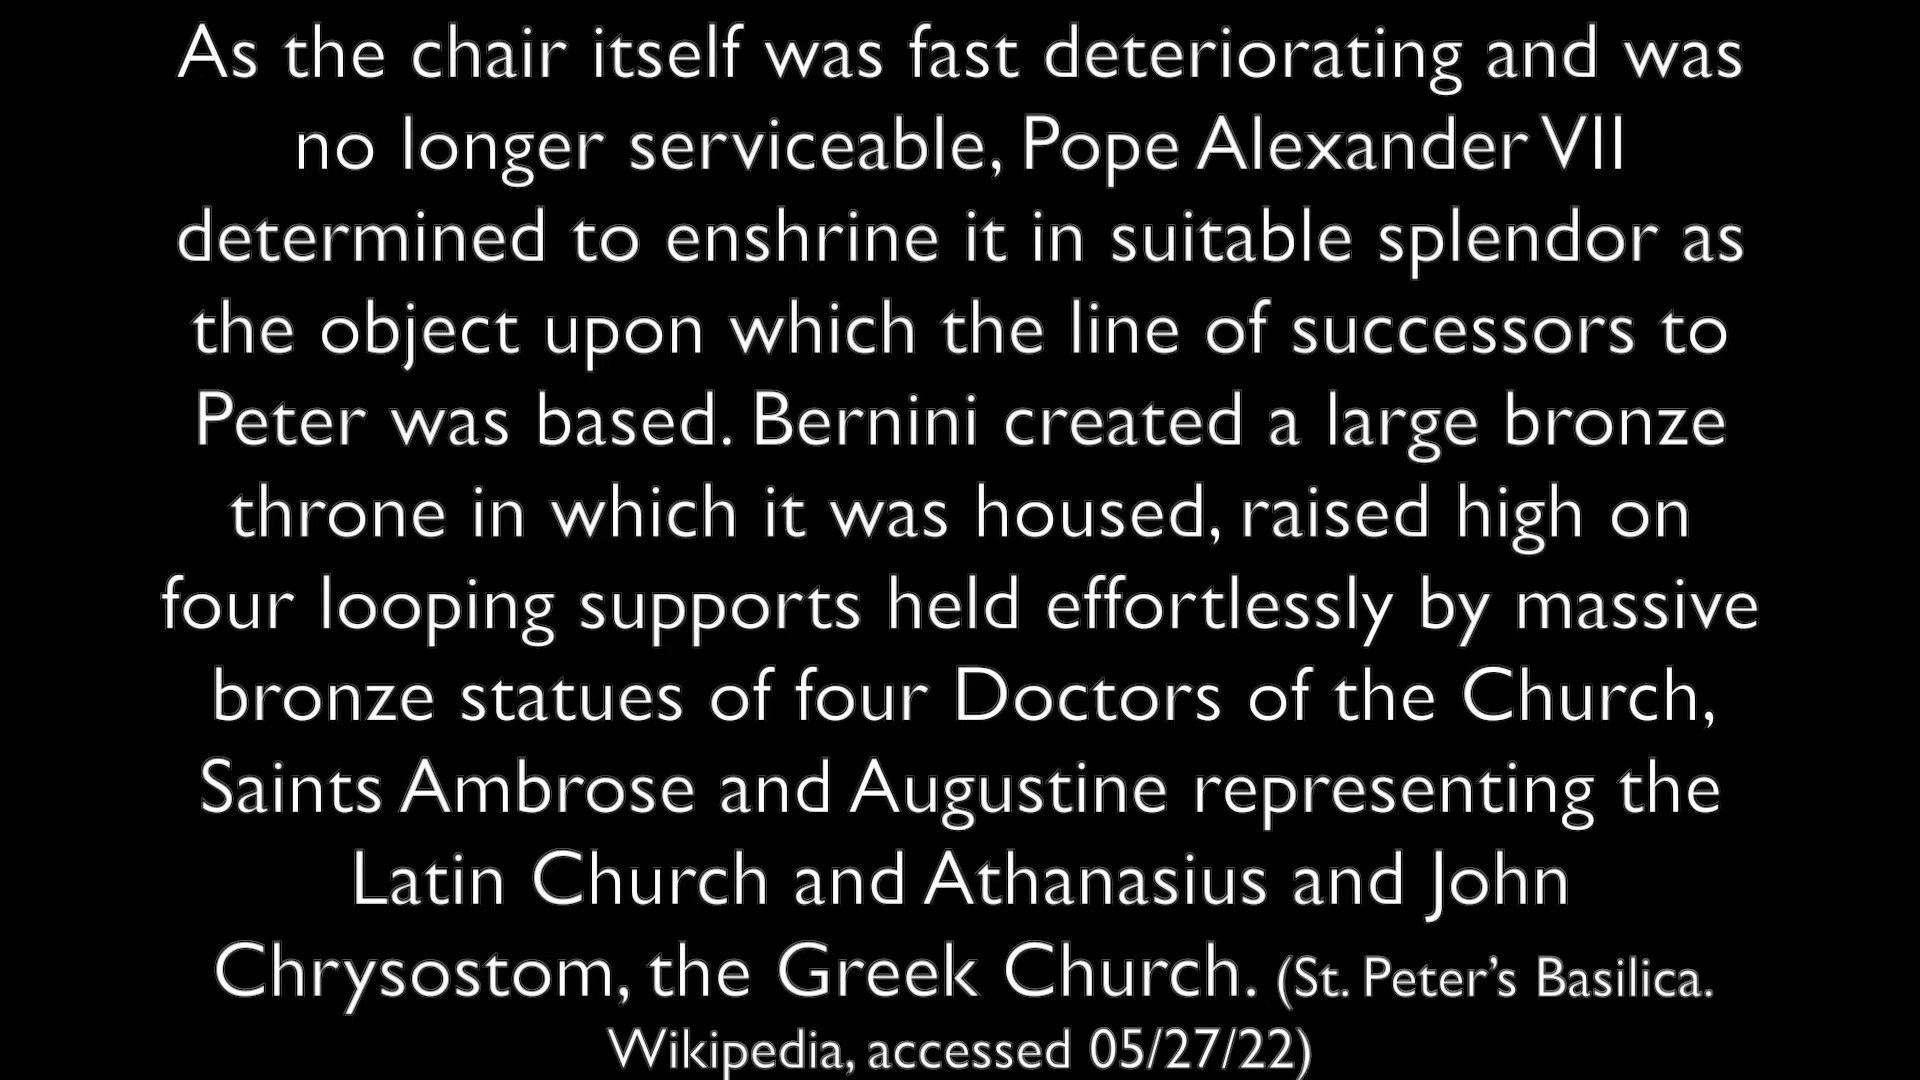 As the chair itself was fast deteriorating and was
no longer serviceable, Pope Alexander VII
determined to enshrine it in suitable splendor as
the object upon which the line of successors to
Peter was based. Bernini created a large bronze
throne in which it was housed, raised high on
four looping supports held effortlessly by massive
bronze statues of four Doctors of the Church,
Saints Ambrose and Augustine representing the
Latin Church and Athanasius and John
Chrysostom, the Greek Church. (St. Peter’s Basilica.
Wikipedia, accessed 05/27/22)